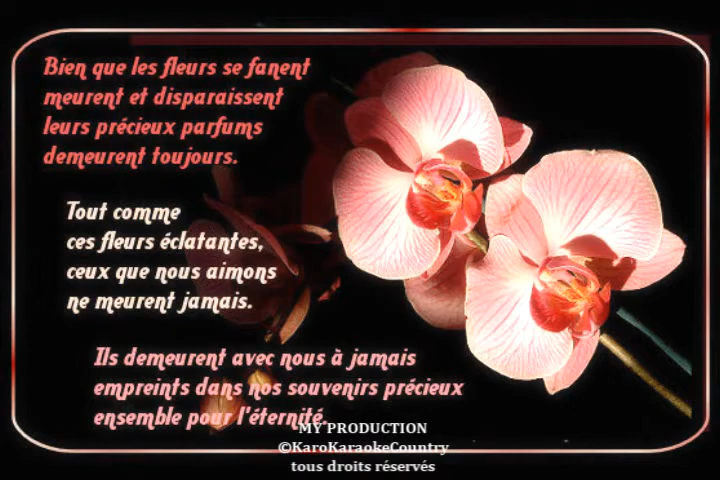 Bien que les fleurs se fanent
meurent et disparaissent
leurs précieux parfums
demeurent toujours.
Tout comme
ces fleurs éclatantes,
ceux que nous aimons
ne meurent jamais.
Ils demeurent avec nous à jamais
empreints dans nos souvenirs précieux
ensemble pour l'éternité.
MY PRODUCTION
©KaroKaraokeCountry
tous droits réservés